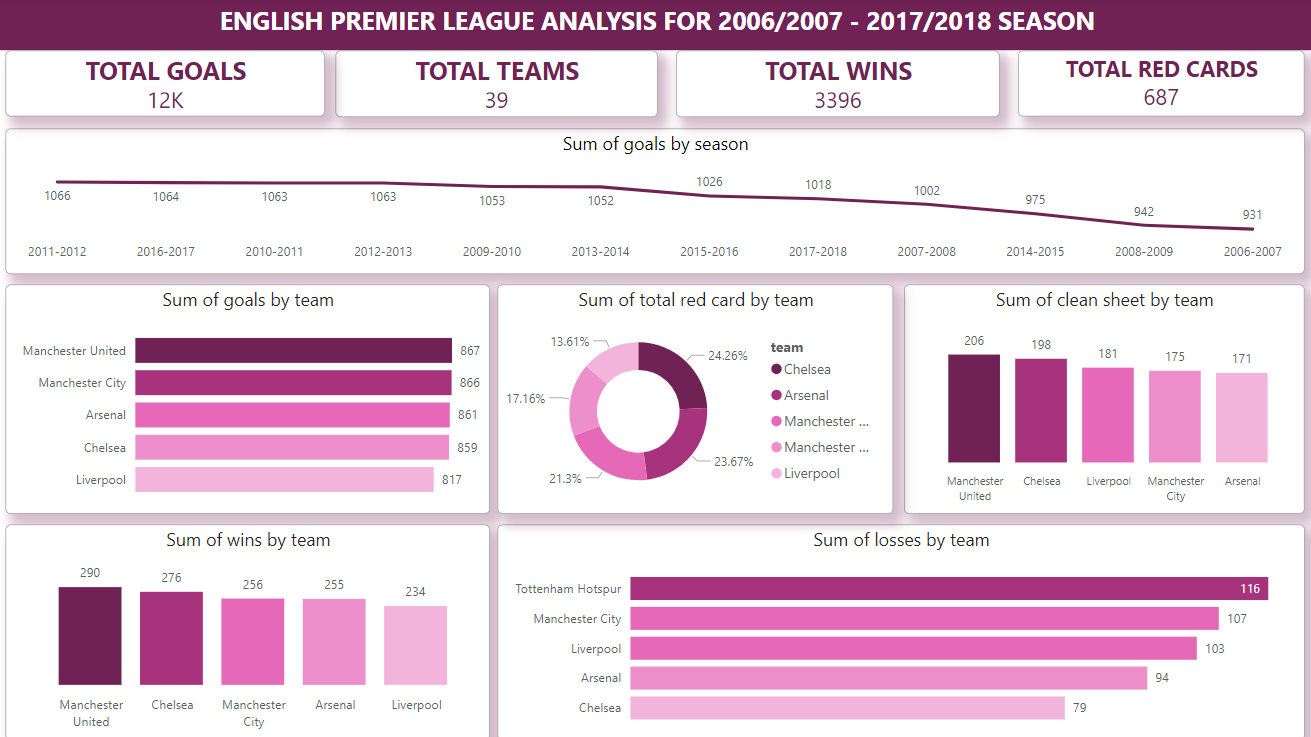 ENGLISH PREMIER LEAGUE ANALYSIS FOR 2006/2007 - 2017/2018 SEASON
TOTAL GOALS
12K
TOTAL TEAMS
39
TOTAL WINS
3396
TOTAL RED CARDS
687
Sum of goals by season
1066 1064 1063 1063 1053 1052 1026 1018 1002 975 942 931
2011-2012 2016-2017 2010-2011 2012-2013 2009-2010 2013-2014 2015-2016 2017-2018 2007-2008 2014-2015 2008-2009 2006-2007
Sum of goals by team
Manchester United 867
Manchester City 866
Arsenal 861
Chelsea 859
Liverpool 817
Sum of total red card by team
13.61%
24.26%
17.16%
21.3%
23.67%
team
Chelsea
Arsenal
Manchester ...
Manchester ...
Liverpool
Sum of clean sheet by team
206 198 181 175 171
Manchester United
Chelsea
Liverpool
Manchester City
Arsenal
Sum of wins by team
290 276 256 255 234
Manchester United
Chelsea
Manchester City
Arsenal
Liverpool
Sum of losses by team
Tottenham Hotspur 116
Manchester City 107
Liverpool 103
Arsenal 94
Chelsea 79